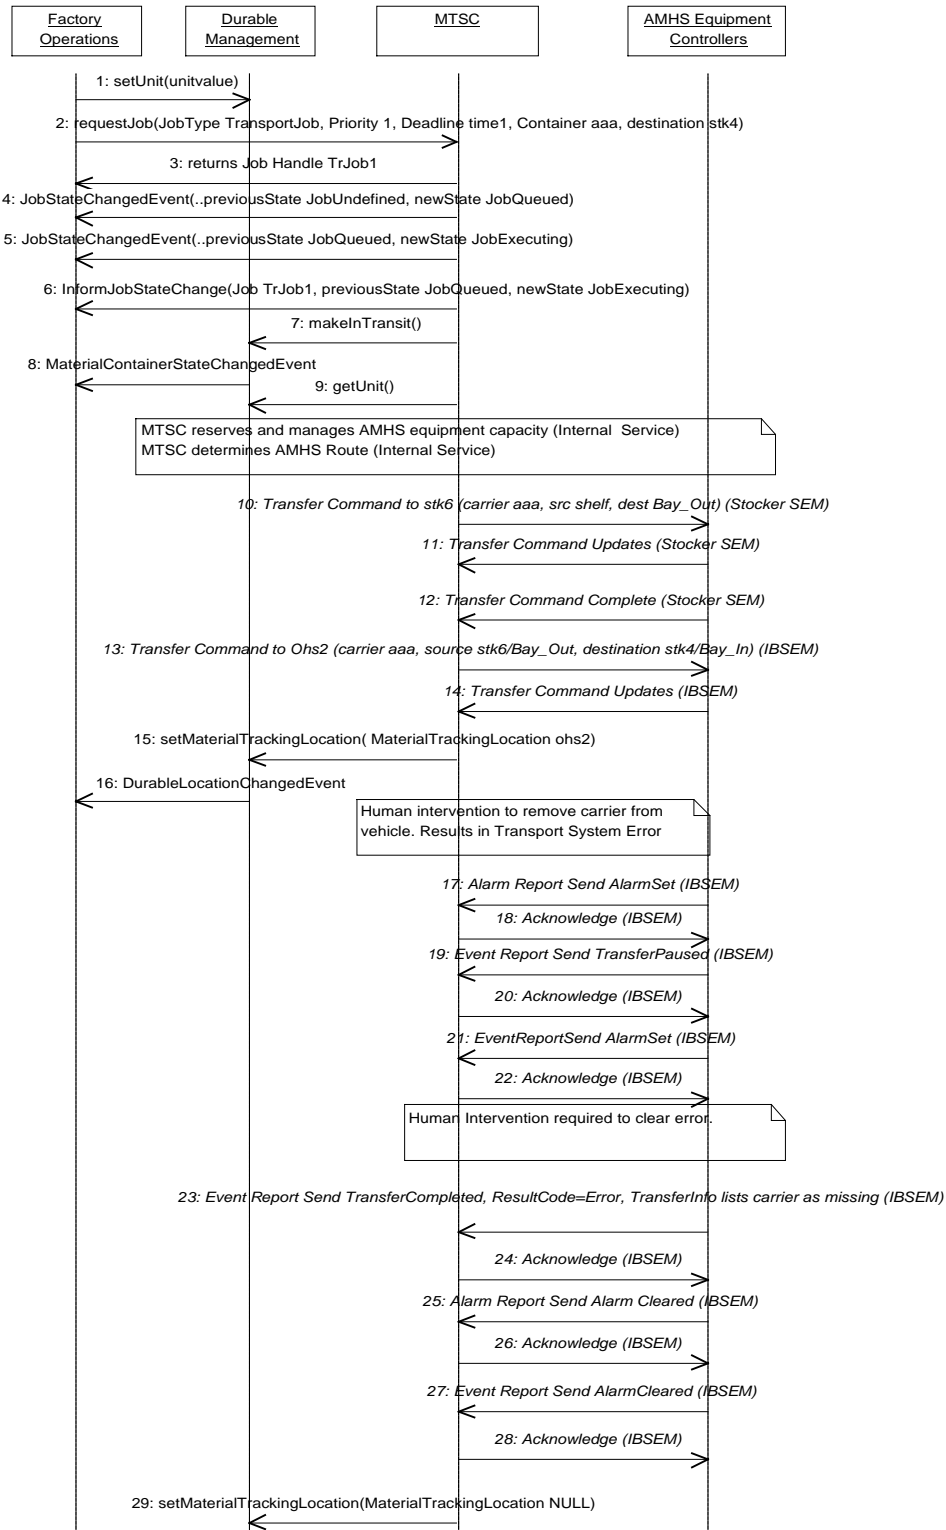 Factory
Operations
Durable
Management
MTSC
AMHS Equipment
Controllers
1: setUnit(unitvalue)
2: requestJob(JobType TransportJob, Priority 1, Deadline time1, Container aaa, destination stk4)
3: returns Job Handle TrJob1
4: JobStateChangedEvent(..previousState JobUndefined, newState JobQueued)
5: JobStateChangedEvent(..previousState JobQueued, newState JobExecuting)
6: InformJobStateChange(Job TrJob1, previousState JobQueued, newState JobExecuting)
7: makeInTransit()
8: MaterialContainerStateChangedEvent
9: getUnit()
MTSC reserves and manages AMHS equipment capacity (Internal Service)
MTSC determines AMHS Route (Internal Service)
10: Transfer Command to stk6 (carrier aaa, src shelf, dest Bay_Out) (Stocker SEM)
11: Transfer Command Updates (Stocker SEM)
12: Transfer Command Complete (Stocker SEM)
13: Transfer Command to Ohs2 (carrier aaa, source stk6/Bay_Out, destination stk4/Bay_In) (IBSEM)
14: Transfer Command Updates (IBSEM)
15: setMaterialTrackingLocation( MaterialTrackingLocation ohs2)
16: DurableLocationChangedEvent
Human intervention to remove carrier from
vehicle. Results in Transport System Error
17: Alarm Report Send AlarmSet (IBSEM)
18: Acknowledge (IBSEM)
19: Event Report Send TransferPaused (IBSEM)
20: Acknowledge (IBSEM)
21: EventReportSend AlarmSet (IBSEM)
22: Acknowledge (IBSEM)
Human Intervention required to clear error.
23: Event Report Send TransferCompleted, ResultCode=Error, TransferInfo lists carrier as missing (IBSEM)
24: Acknowledge (IBSEM)
25: Alarm Report Send Alarm Cleared (IBSEM)
26: Acknowledge (IBSEM)
27: Event Report Send AlarmCleared (IBSEM)
28: Acknowledge (IBSEM)
29: setMaterialTrackingLocation(MaterialTrackingLocation NULL)